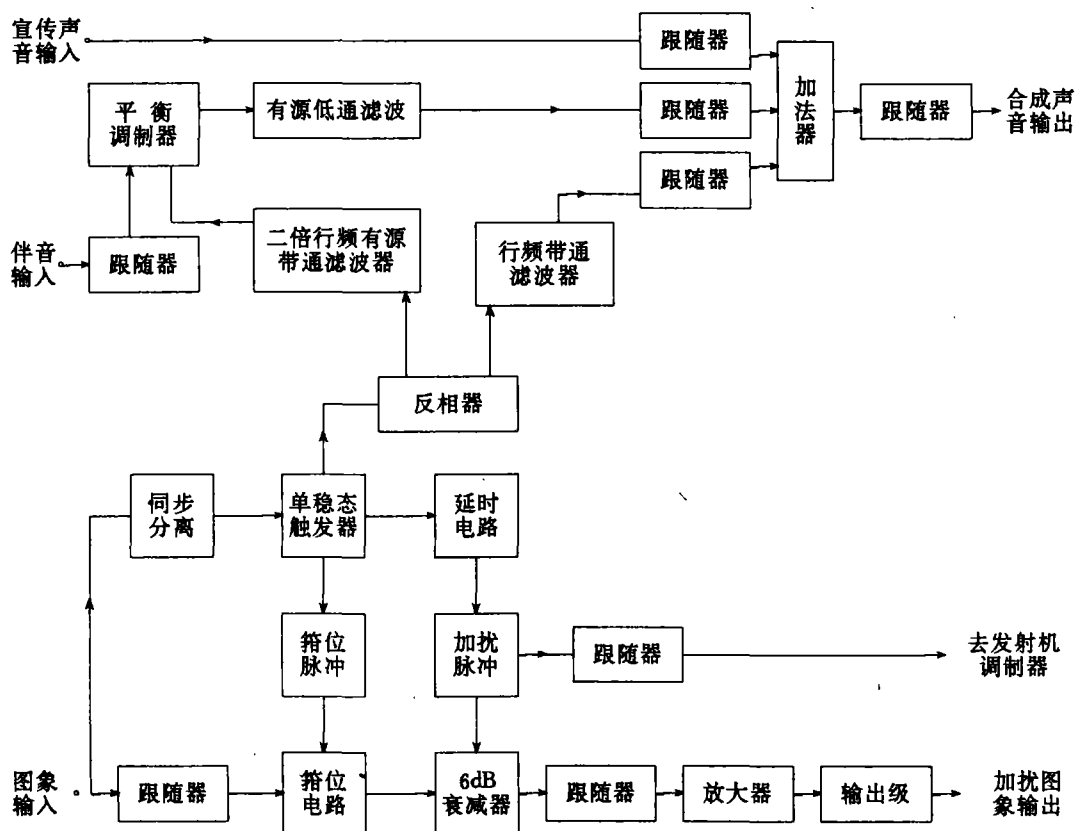 宣传声
音输入
跟随器
平衡
调制器
有源低通滤波
跟随器
加
法
器
跟随器
合成声
音输出
跟随器
伴音
输入
跟随器
二倍行频有源
带通滤波器
行频带通
滤波器
反相器
同步
分离
单稳态
触发器
延时
电路
箝位
脉冲
加扰
脉冲
跟随器
去发射机
调制器
图象
输入
跟随器
箝位
电路
6dB
衰减器
跟随器
放大器
输出级
加扰图
象输出